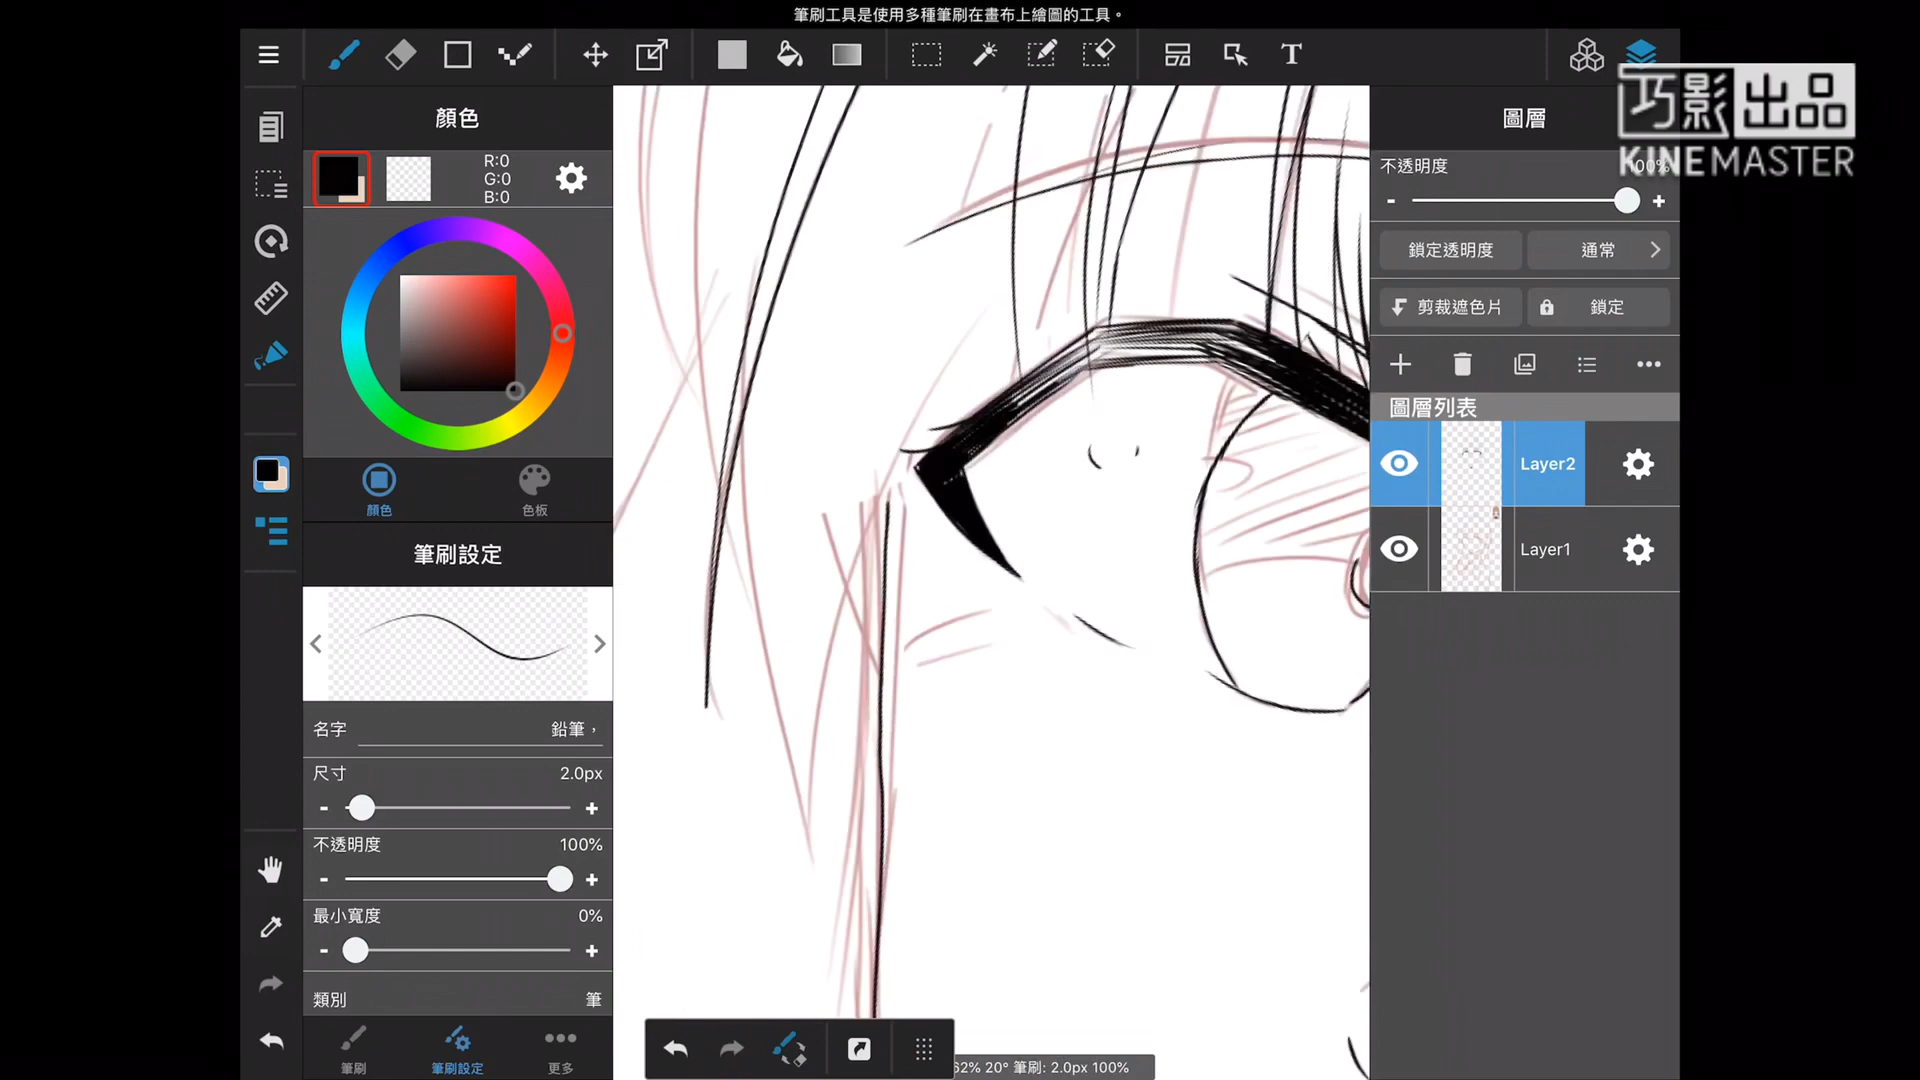 筆刷工具是使用多種筆刷在畫布上繪圖的工具。
T
顏色
R:0
G:0
B:0
顏色
色板
筆刷設定
名字
鉛筆，
尺寸
2.0px
不透明度
100%
最小寬度
0%
類別
筆
筆刷
筆刷設定
更多
62% 20° 筆刷: 2.0px 100%
圖層
巧影出品
KINEMASTER
不透明度
100%
鎖定透明度
通常
剪裁遮色片
鎖定
圖層列表
Layer2
Layer1